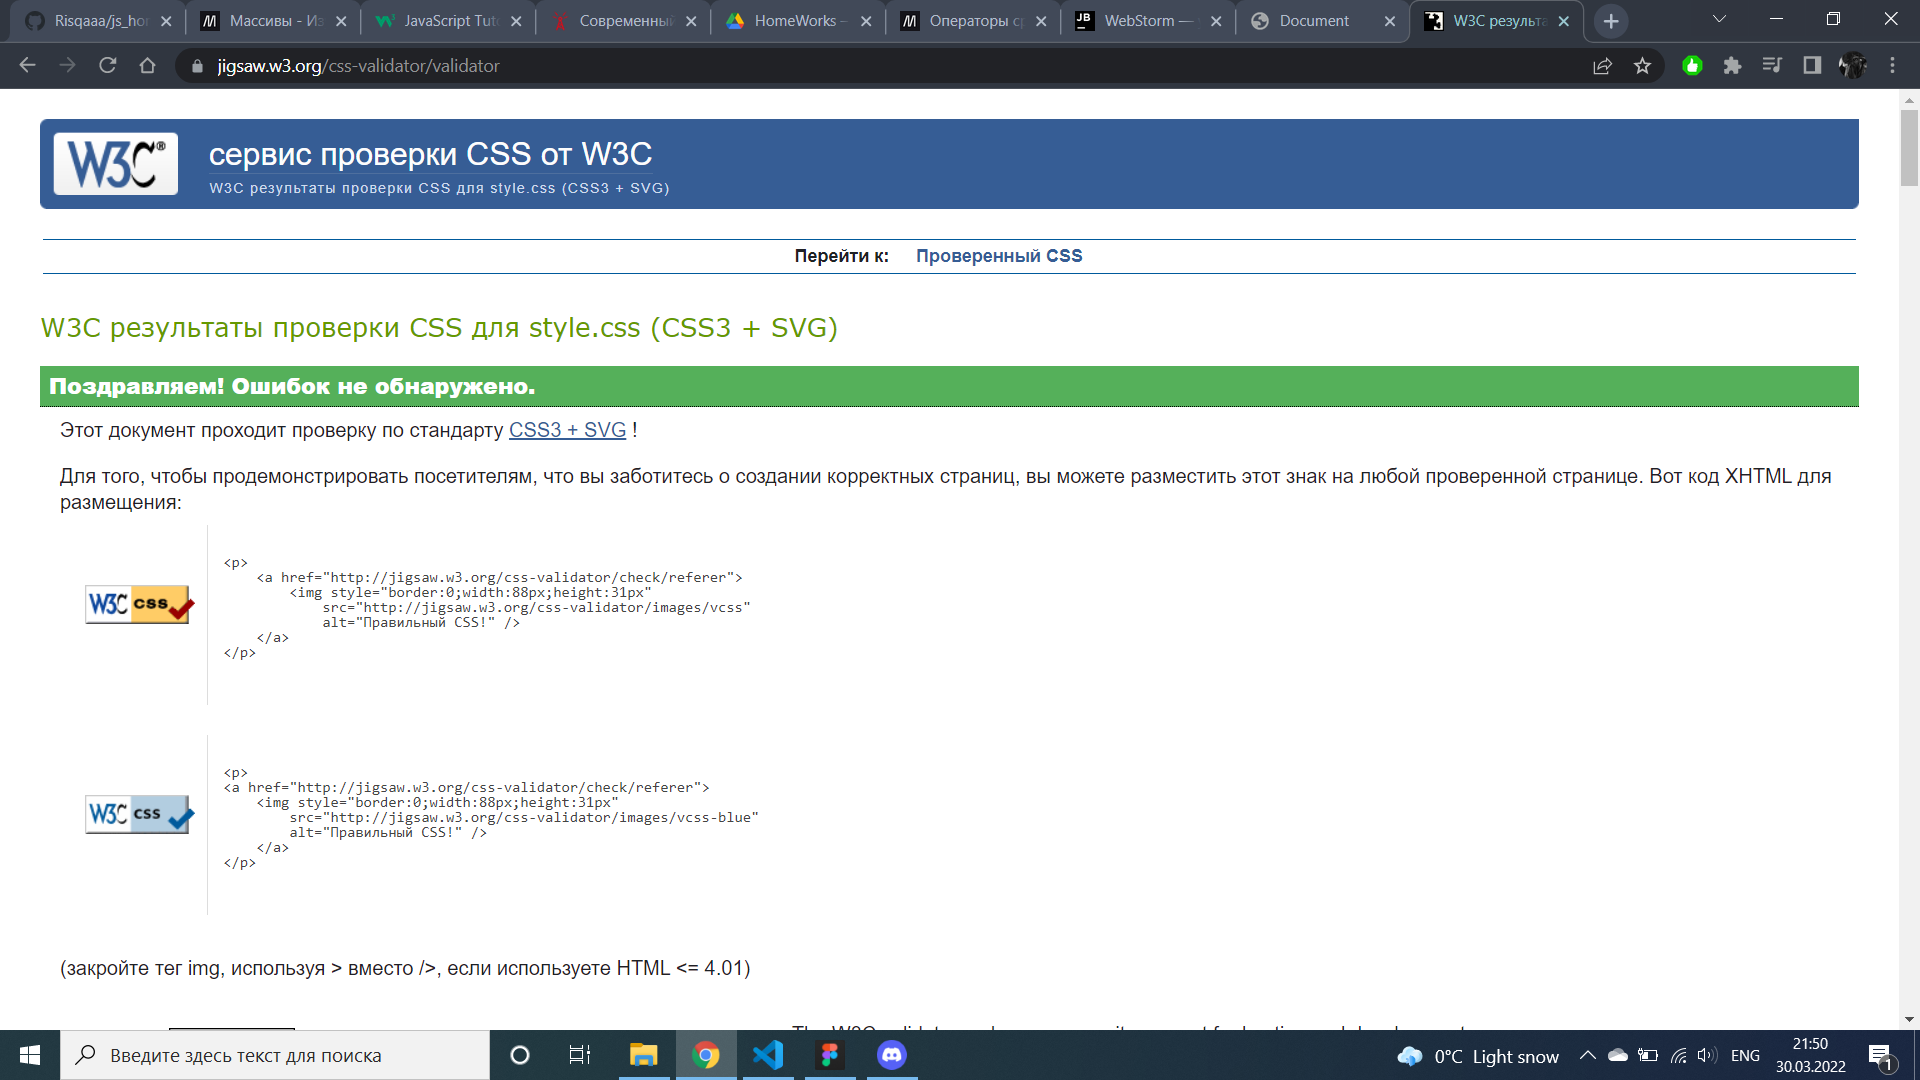 Risqaaa/js_ho
Массивы - Из
JavaScript Tuto
Современный
HomeWorks –
Операторы ср
WebStorm —
Document
W3C результа
jigsaw.w3.org/css-validator/validator
W3C®
сервис проверки CSS от W3C
W3C результаты проверки CSS для style.css (CSS3 + SVG)
Перейти к: Проверенный CSS
W3C результаты проверки CSS для style.css (CSS3 + SVG)
Поздравляем! Ошибок не обнаружено.
Этот документ проходит проверку по стандарту CSS3 + SVG !
Для того, чтобы продемонстрировать посетителям, что вы заботитесь о создании корректных страниц, вы можете разместить этот знак на любой проверенной странице. Вот код XHTML для
размещения:
W3C css
<p>
<a href="http://jigsaw.w3.org/css-validator/check/referer">
<img style="border:0;width:88px;height:31px"
src="http://jigsaw.w3.org/css-validator/images/vcss"
alt="Правильный CSS!" />
</a>
</p>
W3C css
<p>
<a href="http://jigsaw.w3.org/css-validator/check/referer">
<img style="border:0;width:88px;height:31px"
src="http://jigsaw.w3.org/css-validator/images/vcss-blue"
alt="Правильный CSS!" />
</a>
</p>
(закройте тег img, используя > вместо />, если используете HTML <= 4.01)
Введите здесь текст для поиска
0°C Light snow
ENG
21:50
30.03.2022
1